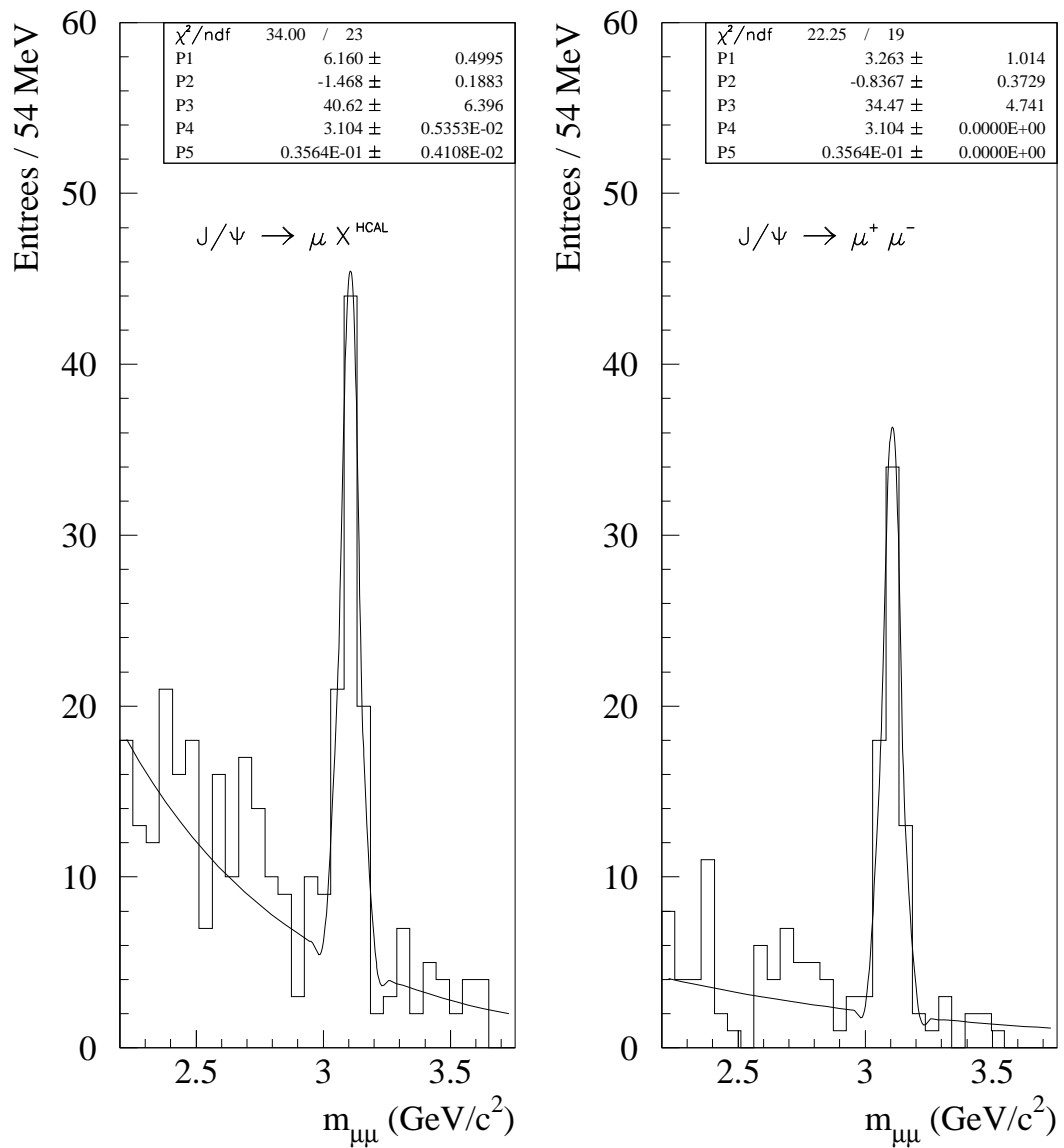 Entrees / 54 MeV
60
50
40
30
20
10
0
χ²/ndf 34.00 / 23
P1 6.160 ± 0.4995
P2 -1.468 ± 0.1883
P3 40.62 ± 6.396
P4 3.104 ± 0.5353E-02
P5 0.3564E-01 ± 0.4108E-02
J/ψ → μ X^HCAL
2.5 3 3.5
m_μμ (GeV/c²)
Entrees / 54 MeV
60
50
40
30
20
10
0
χ²/ndf 22.25 / 19
P1 3.263 ± 1.014
P2 -0.8367 ± 0.3729
P3 34.47 ± 4.741
P4 3.104 ± 0.0000E+00
P5 0.3564E-01 ± 0.0000E+00
J/ψ → μ⁺ μ⁻
2.5 3 3.5
m_μμ (GeV/c²)